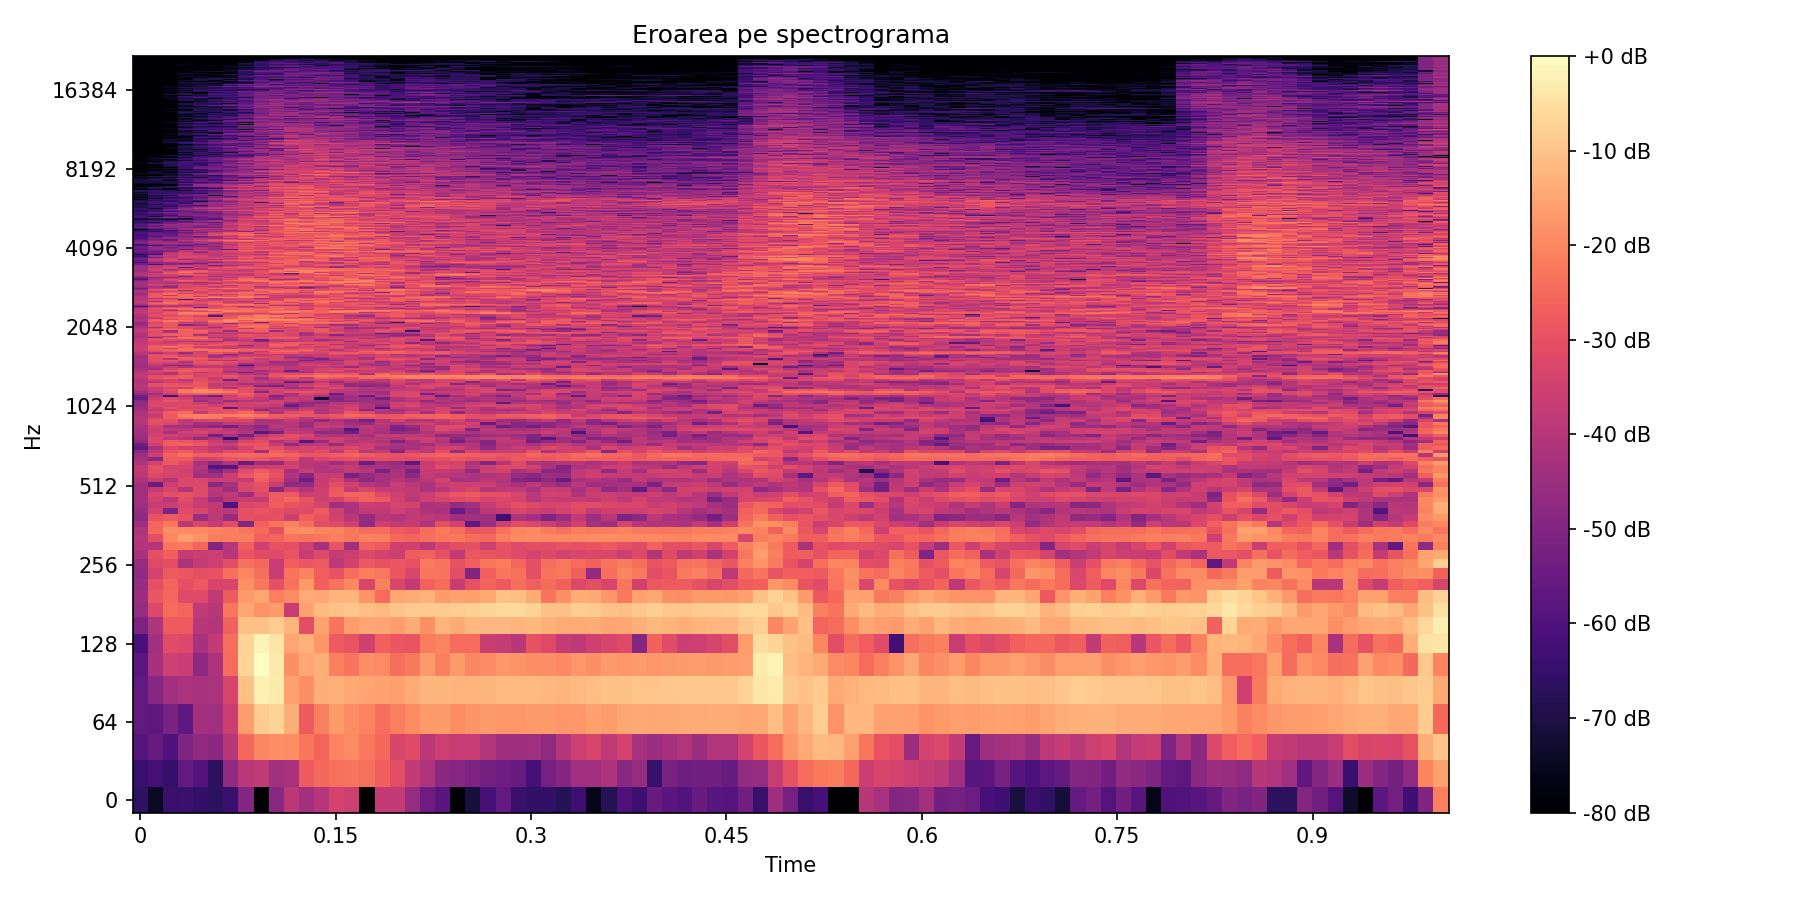 Eroarea pe spectrograma
Hz
16384
8192
4096
2048
1024
512
256
128
64
0
0 0.15 0.3 0.45 0.6 0.75 0.9
Time
+0 dB
-10 dB
-20 dB
-30 dB
-40 dB
-50 dB
-60 dB
-70 dB
-80 dB